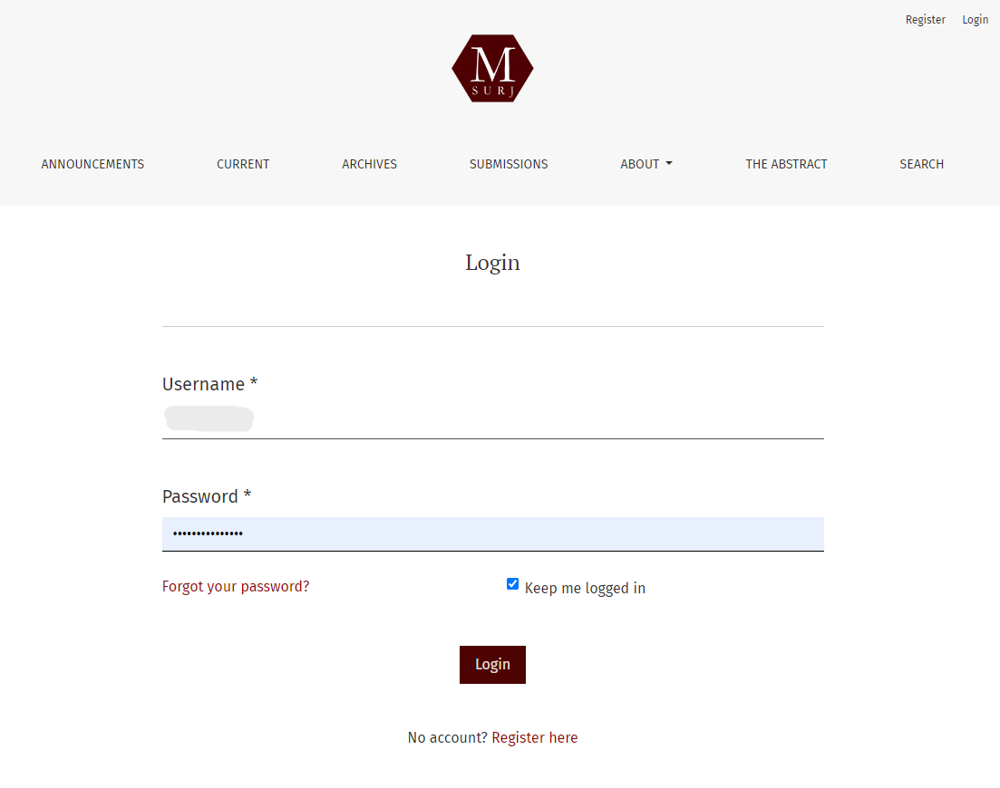 Register Login
M
SURJ
ANNOUNCEMENTS CURRENT ARCHIVES SUBMISSIONS ABOUT THE ABSTRACT SEARCH
Login
Username *
Password *
•••••••••••••••
Forgot your password? Keep me logged in
Login
No account? Register here